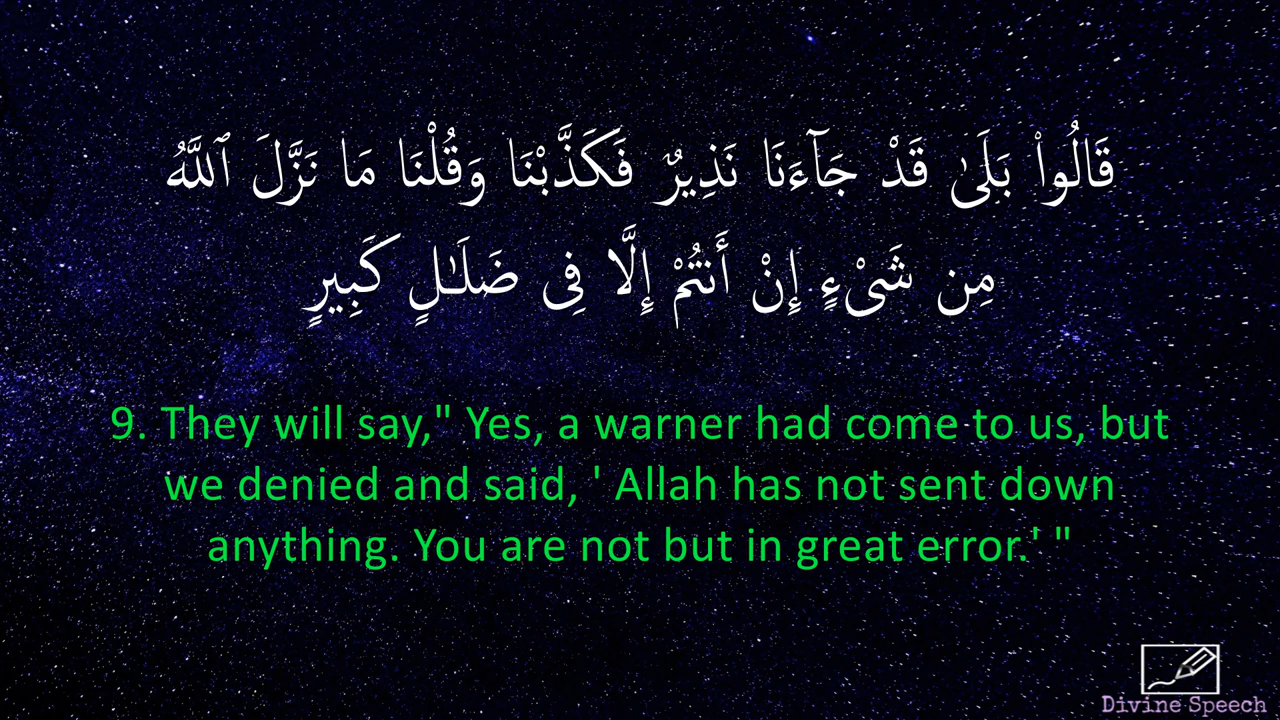 قَالُوا۟ بَلَىٰ قَدْ جَآءَنَا نَذِيرٌ فَكَذَّبْنَا وَقُلْنَا مَا نَزَّلَ ٱللَّهُ
مِن شَىْءٍ إِنْ أَنتُمْ إِلَّا فِى ضَلَـٰلٍ كَبِيرٍ
9. They will say," Yes, a warner had come to us, but
we denied and said, ' Allah has not sent down
anything. You are not but in great error.' "
Divine Speech